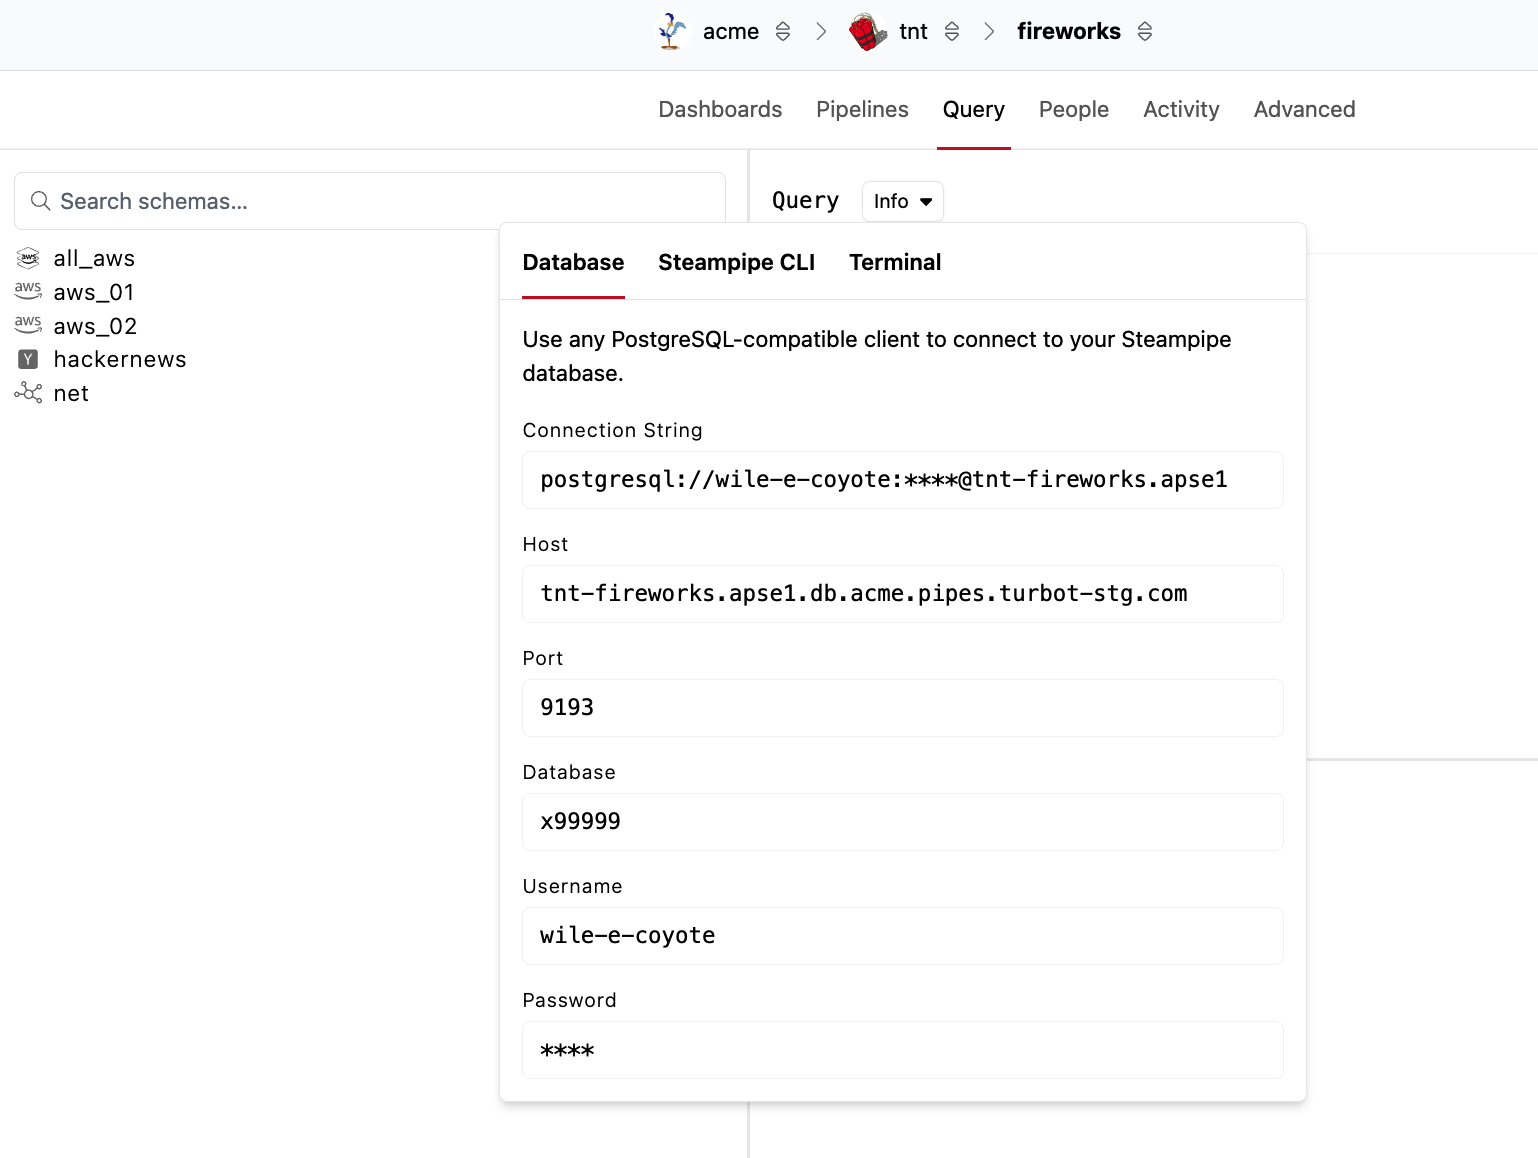 acme
tnt
fireworks
Dashboards
Pipelines
Query
People
Activity
Advanced
Search schemas...
all_aws
aws_01
aws_02
hackernews
net
Query
Info
Database
Steampipe CLI
Terminal
Use any PostgreSQL-compatible client to connect to your Steampipe
database.
Connection String
postgresql://wile-e-coyote:****@tnt-fireworks.apse1
Host
tnt-fireworks.apse1.db.acme.pipes.turbot-stg.com
Port
9193
Database
x99999
Username
wile-e-coyote
Password
****